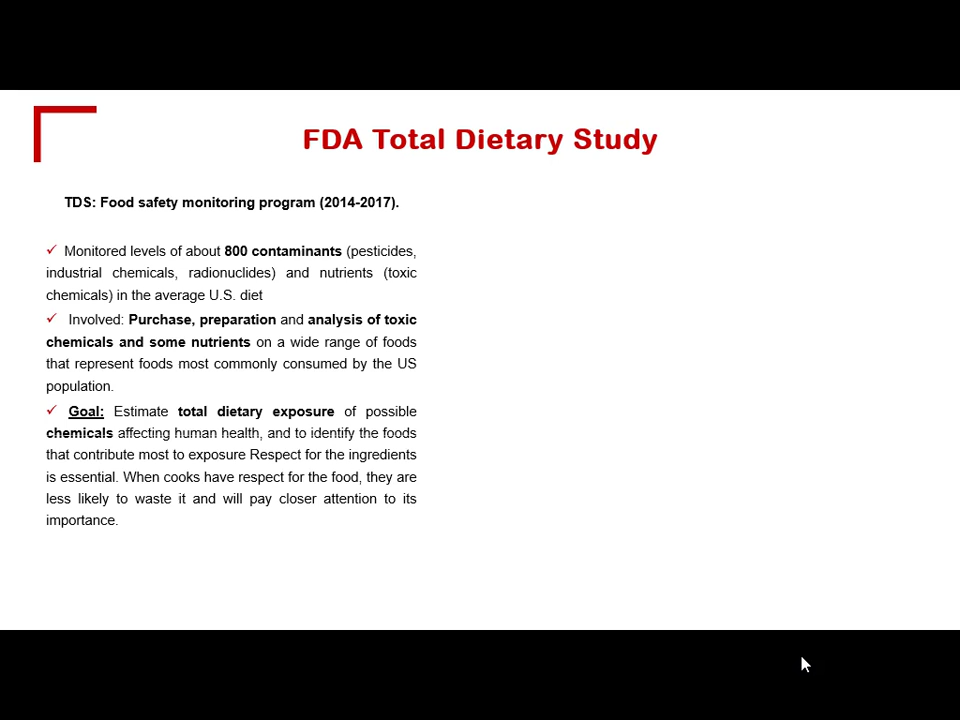 FDA Total Dietary Study
TDS: Food safety monitoring program (2014-2017).
✓ Monitored levels of about 800 contaminants (pesticides,
industrial chemicals, radionuclides) and nutrients (toxic
chemicals) in the average U.S. diet
✓ Involved: Purchase, preparation and analysis of toxic
chemicals and some nutrients on a wide range of foods
that represent foods most commonly consumed by the US
population.
✓ Goal: Estimate total dietary exposure of possible
chemicals affecting human health, and to identify the foods
that contribute most to exposure Respect for the ingredients
is essential. When cooks have respect for the food, they are
less likely to waste it and will pay closer attention to its
importance.